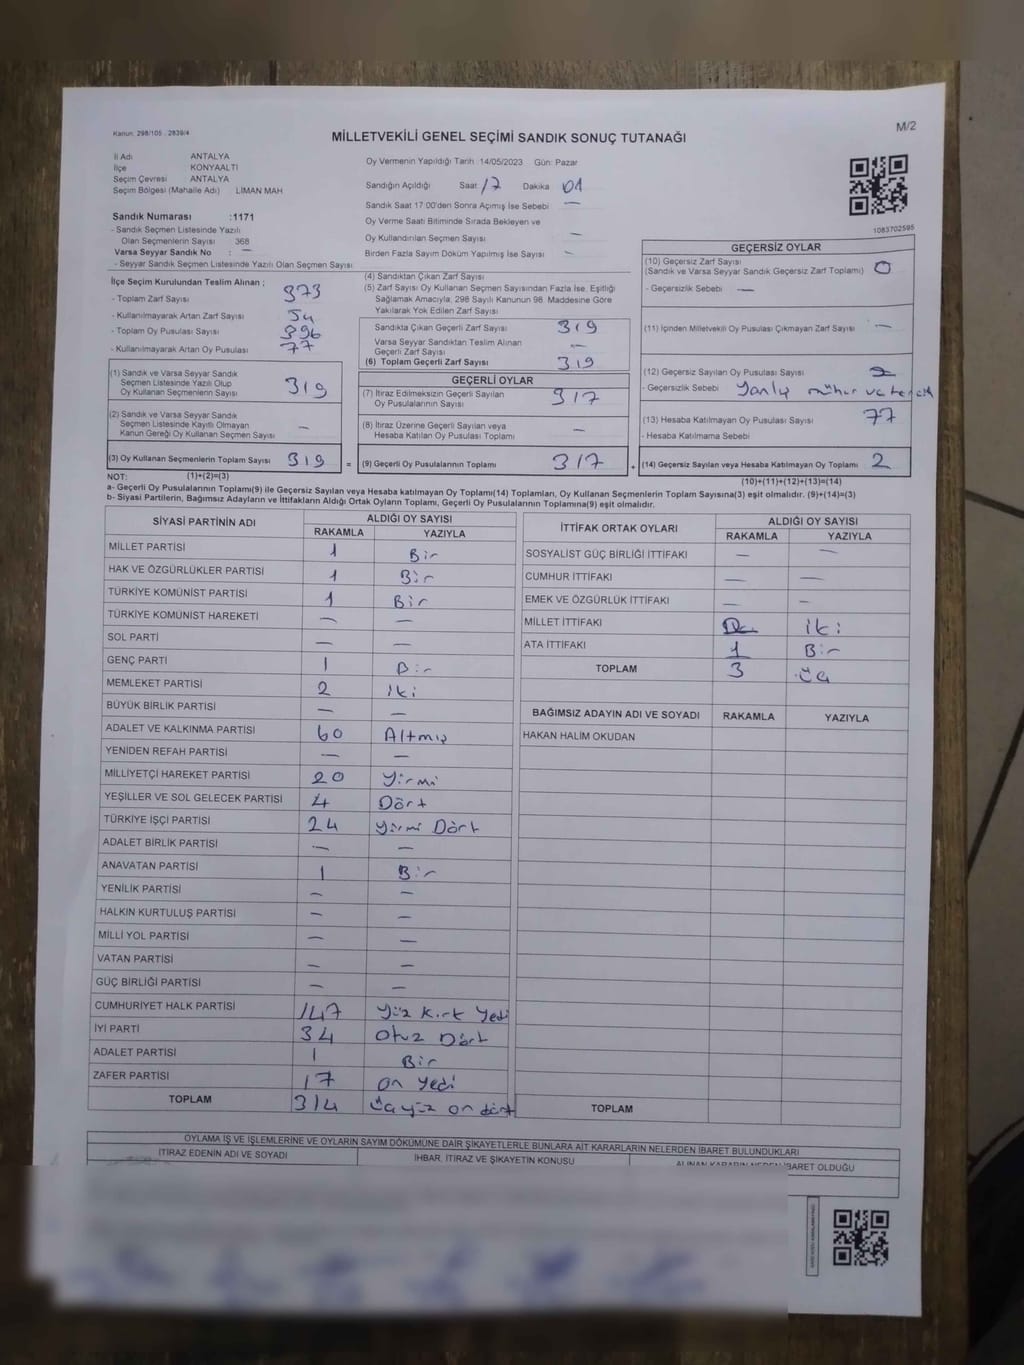 Kanun: 298/105 - 2839/4
MİLLETVEKİLİ GENEL SEÇİMİ SANDIK SONUÇ TUTANAĞI
M/2
İl Adı ANTALYA
İlçe KONYAALTI
Seçim Çevresi ANTALYA
Seçim Bölgesi (Mahalle Adı) LİMAN MAH
Sandık Numarası :1171
- Sandık Seçmen Listesinde Yazılı
Olan Seçmenlerin Sayısı : 368
Varsa Seyyar Sandık No : —
- Seyyar Sandık Seçmen Listesinde Yazılı Olan Seçmen Sayısı :
Oy Vermenin Yapıldığı Tarih :14/05/2023 Gün: Pazar
Sandığın Açıldığı Saat 17 Dakika 01
Sandık Saat 17:00'den Sonra Açımış İse Sebebi —
Oy Verme Saati Bitiminde Sırada Bekleyen ve
Oy Kullandırılan Seçmen Sayısı —
Birden Fazla Sayım Döküm Yapılmış İse Sayısı —
1083702595
İlçe Seçim Kurulundan Teslim Alınan ;
- Toplam Zarf Sayısı 373
- Kullanılmayarak Artan Zarf Sayısı 54
- Toplam Oy Pusulası Sayısı 396
- Kullanılmayarak Artan Oy Pusulası 77
(4) Sandıktan Çıkan Zarf Sayısı
(5) Zarf Sayısı Oy Kullanan Seçmen Sayısından Fazla İse, Eşitliği
Sağlamak Amacıyla, 298 Sayılı Kanunun 98. Maddesine Göre
Yakılarak Yok Edilen Zarf Sayısı
Sandıkta Çıkan Geçerli Zarf Sayısı 319
Varsa Seyyar Sandıktan Teslim Alınan
Geçerli Zarf Sayısı —
(6) Toplam Geçerli Zarf Sayısı 319
GEÇERSİZ OYLAR
(10) Geçersiz Zarf Sayısı
(Sandık ve Varsa Seyyar Sandık Geçersiz Zarf Toplamı) 0
- Geçersizlik Sebebi —
(11) İçinden Milletvekili Oy Pusulası Çıkmayan Zarf Sayısı —
(12) Geçersiz Sayılan Oy Pusulası Sayısı 2
- Geçersizlik Sebebi Yanlış mühür ve
(13) Hesaba Katılmayan Oy Pusulası Sayısı 77
- Hesaba Katılmama Sebebi
(14) Geçersiz Sayılan veya Hesaba Katılmayan Oy Toplamı 2
(10)+(11)+(12)+(13)=(14)
(1) Sandık ve Varsa Seyyar Sandık
Seçmen Listesinde Yazılı Olup
Oy Kullanan Seçmenlerin Sayısı 319
(2) Sandık ve Varsa Seyyar Sandık
Seçmen Listesinde Kayıtlı Olmayan
Kanun Gereği Oy Kullanan Seçmen Sayısı —
(3) Oy Kullanan Seçmenlerin Toplam Sayısı 319 =
(1)+(2)=(3)
GEÇERLİ OYLAR
(7) İtiraz Edilmeksizin Geçerli Sayılan
Oy Pusulalarının Sayısı 317
(8) İtiraz Üzerine Geçerli Sayılan veya
Hesaba Katılan Oy Pusulası Toplamı —
(9) Geçerli Oy Pusulalarının Toplamı 317 +
NOT:
a- Geçerli Oy Pusulalarının Toplamı(9) ile Geçersiz Sayılan veya Hesaba katılmayan Oy Toplamı(14) Toplamları, Oy Kullanan Seçmenlerin Toplam Sayısına(3) eşit olmalıdır. (9)+(14)=(3)
b- Siyasi Partilerin, Bağımsız Adayların ve İttifakların Aldığı Oyların Toplamı, Geçerli Oy Pusulalarının Toplamına(9) eşit olmalıdır.
SİYASİ PARTİNİN ADI ALDIĞI OY SAYISI
RAKAMLA YAZIYLA
MİLLET PARTİSİ 1 Bir
HAK VE ÖZGÜRLÜKLER PARTİSİ 1 Bir
TÜRKİYE KOMÜNİST PARTİSİ 1 Bir
TÜRKİYE KOMÜNİST HAREKETİ — —
SOL PARTİ — —
GENÇ PARTİ 1 Bir
MEMLEKET PARTİSİ 2 iki
BÜYÜK BİRLİK PARTİSİ — —
ADALET VE KALKINMA PARTİSİ 60 Altmış
YENİDEN REFAH PARTİSİ — —
MİLLİYETÇİ HAREKET PARTİSİ 20 Yirmi
YEŞİLLER VE SOL GELECEK PARTİSİ 4 Dört
TÜRKİYE İŞÇİ PARTİSİ 24 Yirmi Dört
ADALET BİRLİK PARTİSİ — —
ANAVATAN PARTİSİ 1 Bir
YENİLİK PARTİSİ — —
HALKIN KURTULUŞ PARTİSİ — —
MİLLİ YOL PARTİSİ — —
VATAN PARTİSİ — —
GÜÇ BİRLİĞİ PARTİSİ — —
CUMHURİYET HALK PARTİSİ 147 Yüz Kırk Yedi
İYİ PARTİ 34 Otuz Dört
ADALET PARTİSİ 1 Bir
ZAFER PARTİSİ 17 On Yedi
TOPLAM 314 Üçyüz on dört
İTTİFAK ORTAK OYLARI ALDIĞI OY SAYISI
RAKAMLA YAZIYLA
SOSYALİST GÜÇ BİRLİĞİ İTTİFAKI — —
CUMHUR İTTİFAKI — —
EMEK VE ÖZGÜRLÜK İTTİFAKI — —
MİLLET İTTİFAKI iki
ATA İTTİFAKI 1 Bir
TOPLAM 3 üç
BAĞIMSIZ ADAYIN ADI VE SOYADI RAKAMLA YAZIYLA
HAKAN HALİM OKUDAN
TOPLAM
OYLAMA İŞ VE İŞLEMLERİNE VE OYLARIN SAYIM DÖKÜMÜNE DAİR ŞİKAYETLERLE BUNLARA AİT KARARLARIN NELERDEN İBARET BULUNDUKLARI
İTİRAZ EDENİN ADI VE SOYADI İHBAR, İTİRAZ VE ŞİKAYETİN KONUSU ALINAN KARARIN NEDEN İBARET OLDUĞU